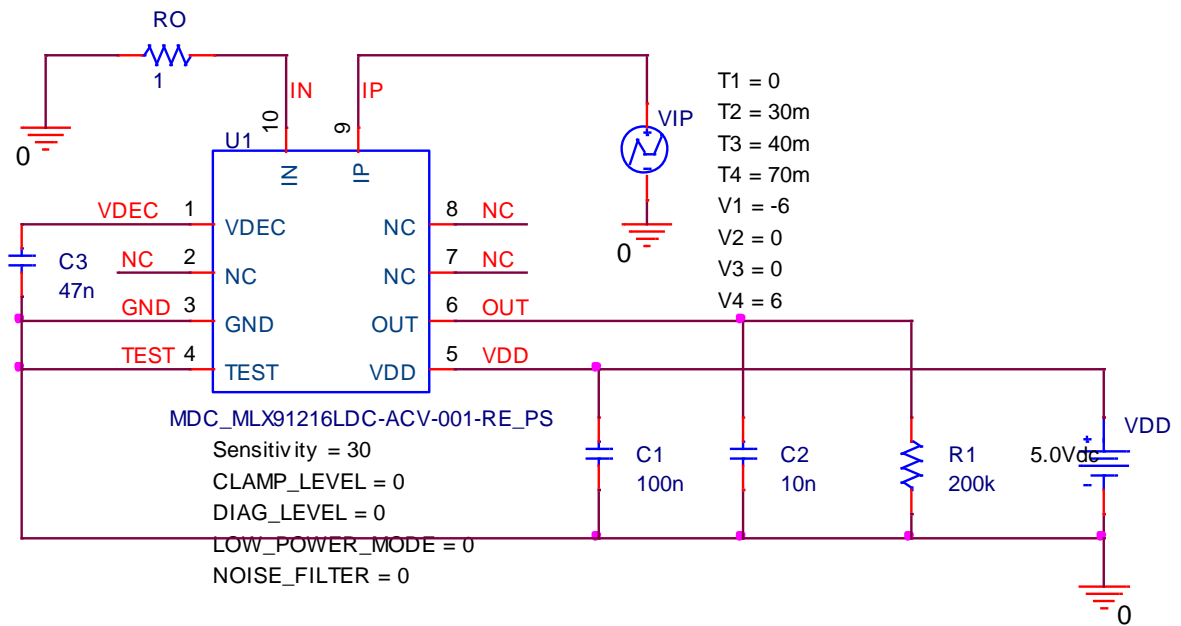 RO
1
0
IN
IP
10
9
U1
IN
IP
VIP
0
T1 = 0
T2 = 30m
T3 = 40m
T4 = 70m
V1 = -6
V2 = 0
V3 = 0
V4 = 6
VDEC 1 VDEC
NC 2 NC
GND 3 GND
TEST 4 TEST
NC 8 NC
NC 7 NC
OUT 6 OUT
VDD 5 VDD
C3
47n
MDC_MLX91216LDC-ACV-001-RE_PS
Sensitivity = 30
CLAMP_LEVEL = 0
DIAG_LEVEL = 0
LOW_POWER_MODE = 0
NOISE_FILTER = 0
C1
100n
C2
10n
R1
200k
VDD
5.0Vdc
0